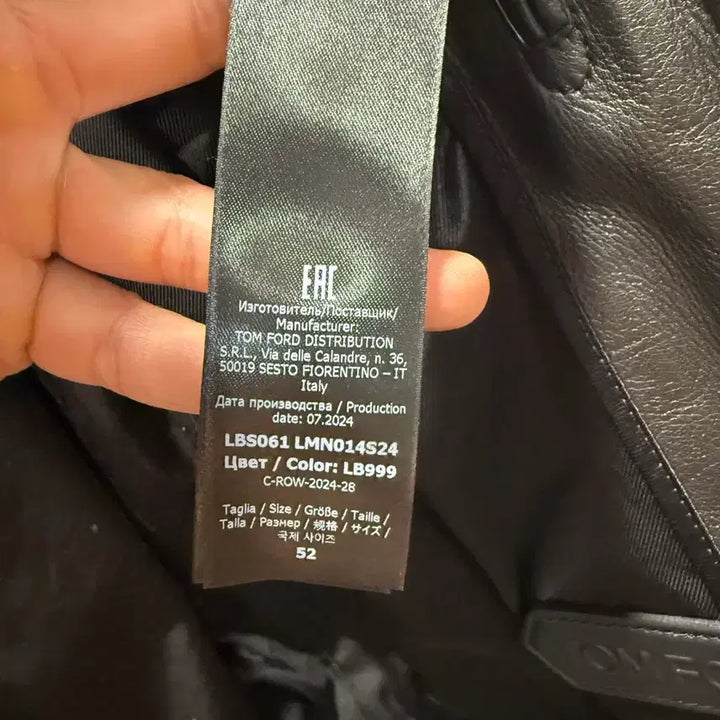 EAC
Изготовитель/Поставщик/
Manufacturer:
TOM FORD DISTRIBUTION
S.R.L., Via delle Calandre, n. 36,
50019 SESTO FIORENTINO – IT
Italy
Дата производства / Production
date: 07.2024
LBS061 LMN014S24
Цвет / Color: LB999
C-ROW-2024-28
Taglia / Size / Größe / Taille /
Talla / Размер / 规格 / サイズ /
국제 사이즈
52
TOM FO